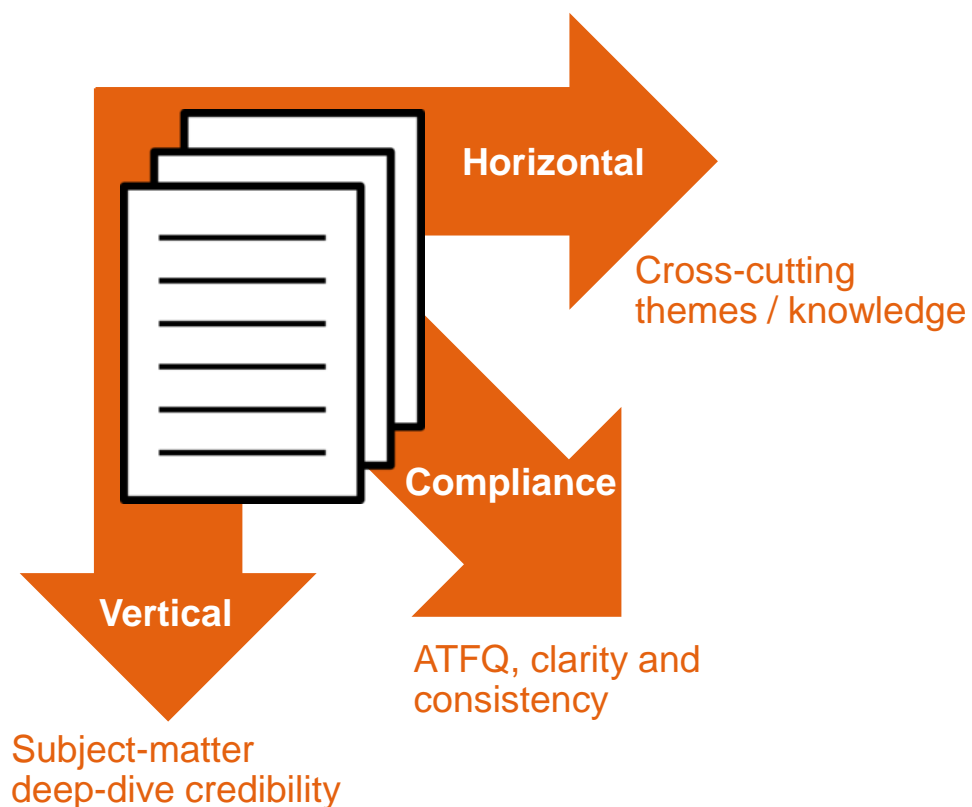 Horizontal
Cross-cutting
themes / knowledge
Compliance
ATFQ, clarity and
consistency
Vertical
Subject-matter
deep-dive credibility